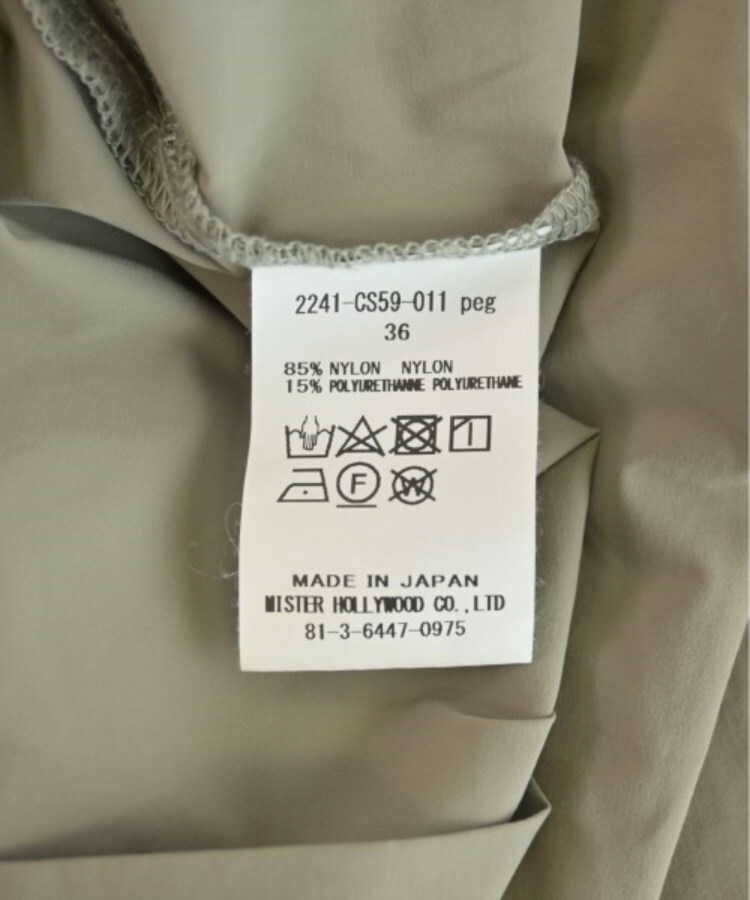 2241-CS59-011 peg
36
85% NYLON NYLON
15% POLYURETHANNE POLYURETHANE
F
W
MADE IN JAPAN
MISTER HOLLYWOOD CO.,LTD
81-3-6447-0975